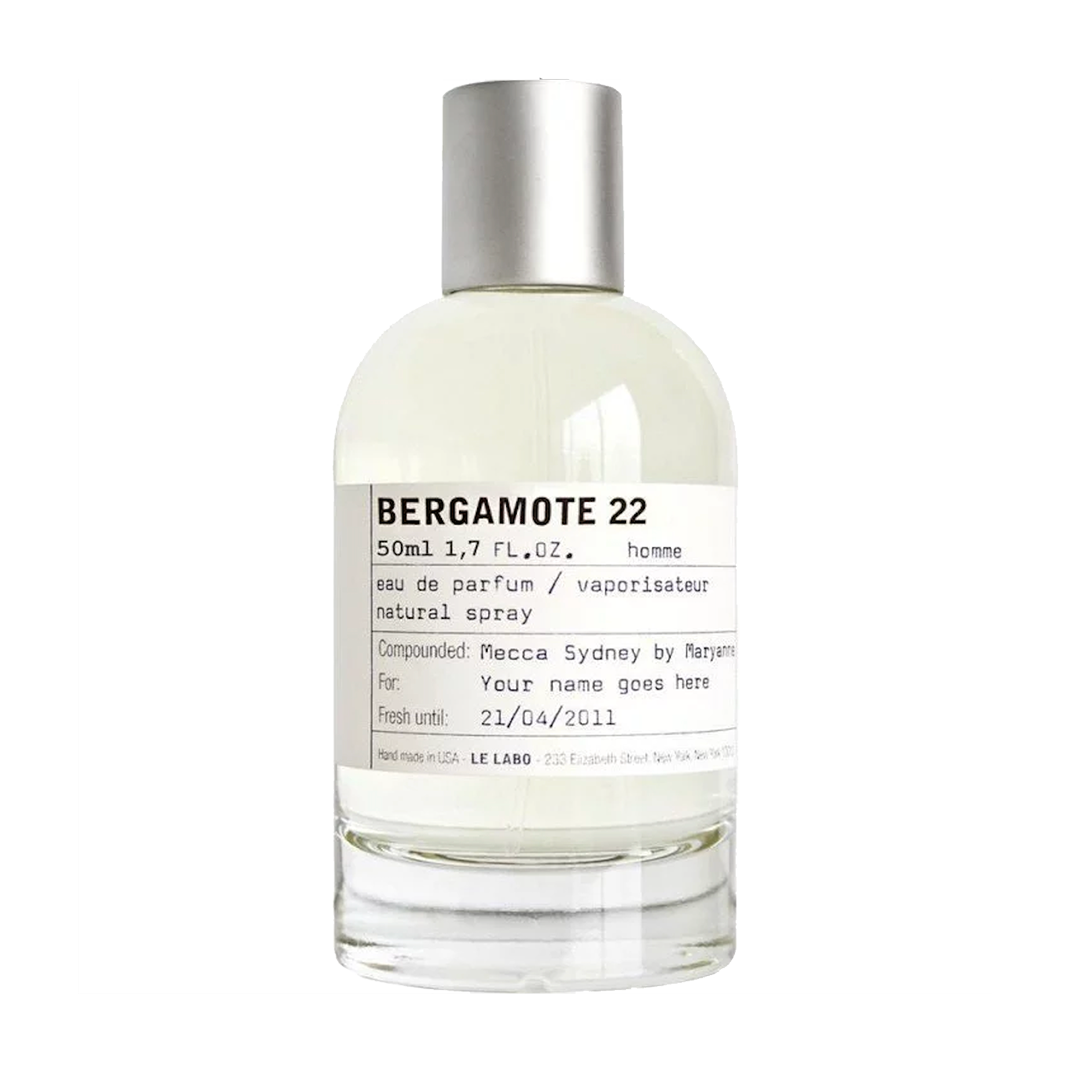 BERGAMOTE 22
50ml 1,7 FL.OZ. homme
eau de parfum / vaporisateur
natural spray
Compounded: Mecca Sydney by Maryanne
For: Your name goes here
Fresh until: 21/04/2011
Hand made in USA - LE LABO - 233 Elizabeth Street, New York, New York